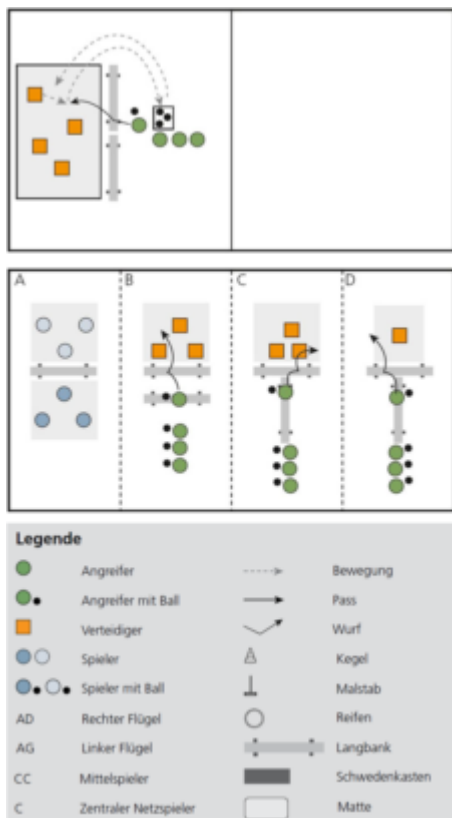 A B C D
Legende
Angreifer Bewegung
Angreifer mit Ball Pass
Verteidiger Wurf
Spieler Kegel
Spieler mit Ball Malstab
AD Rechter Flügel Reifen
AG Linker Flügel Langbank
CC Mittelspieler Schwedenkasten
C Zentraler Netzspieler Matte